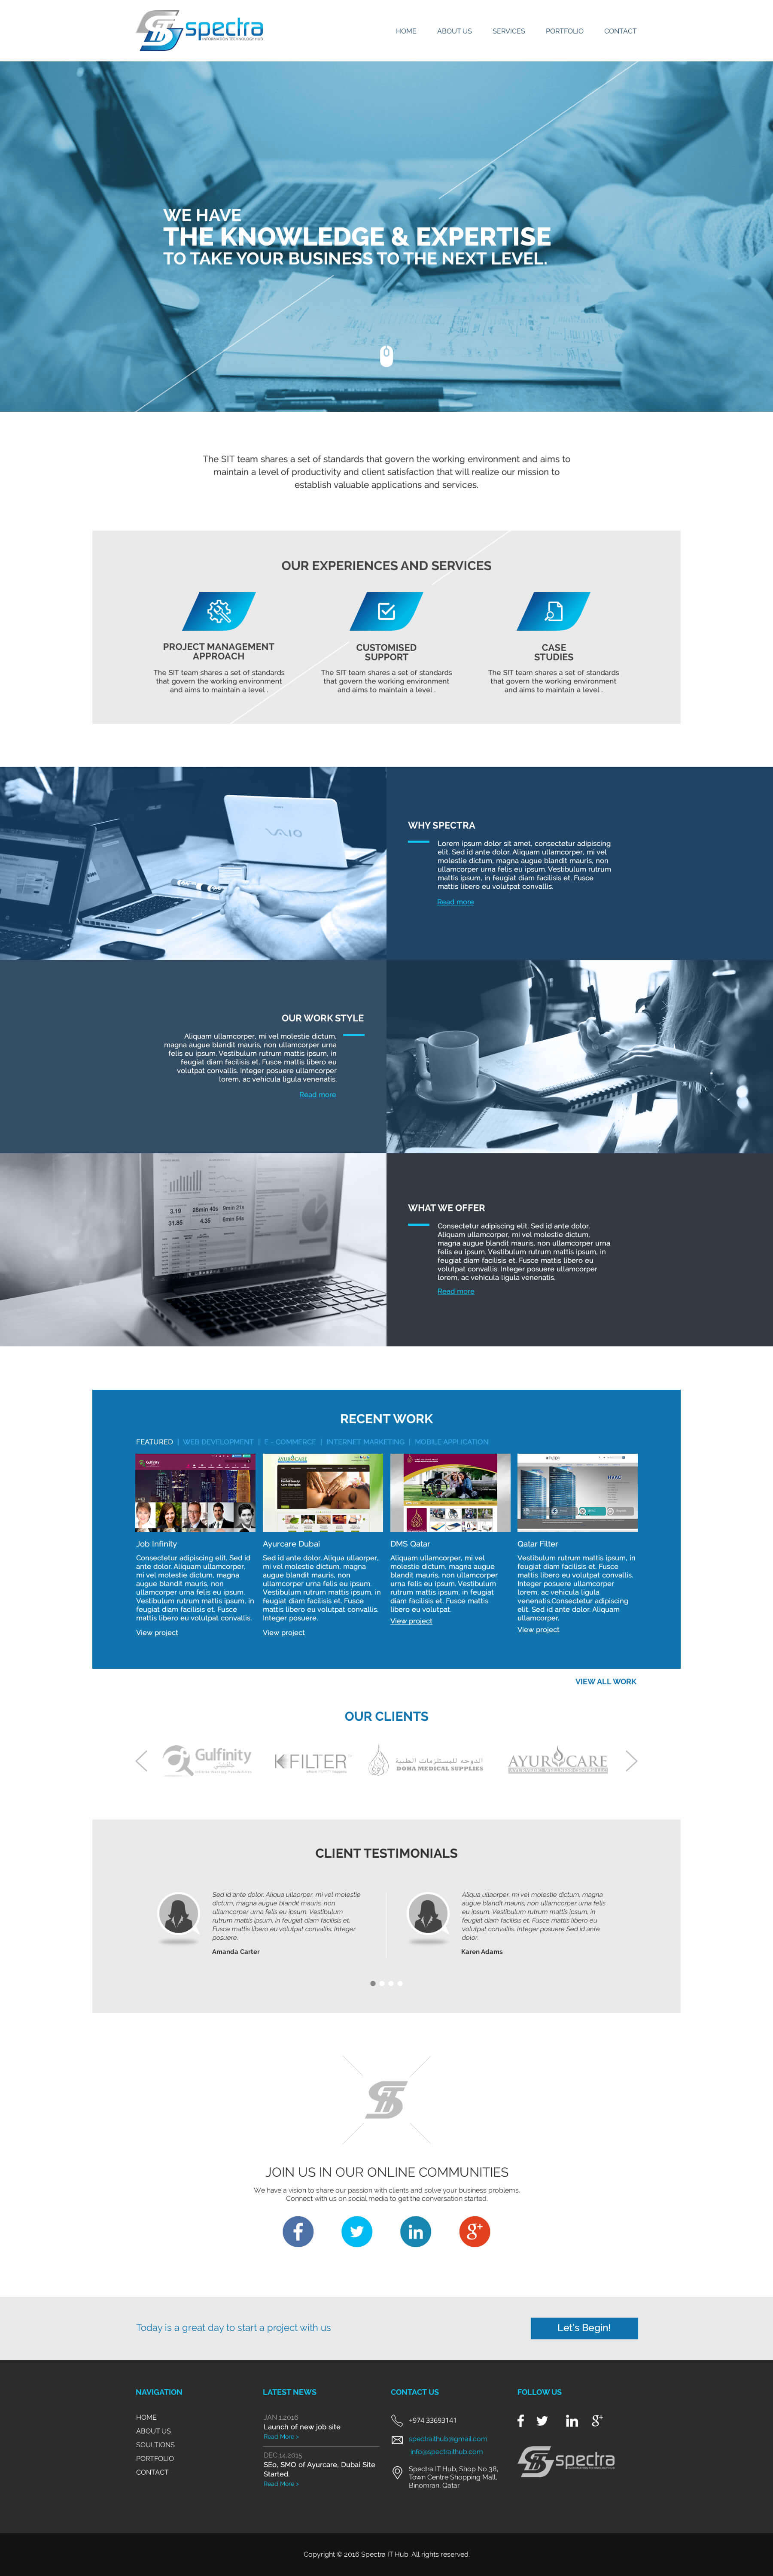 spectra
INFORMATION TECHNOLOGY HUB
HOME ABOUT US SERVICES PORTFOLIO CONTACT
WE HAVE
THE KNOWLEDGE & EXPERTISE
TO TAKE YOUR BUSINESS TO THE NEXT LEVEL.
The SIT team shares a set of standards that govern the working environment and aims to
maintain a level of productivity and client satisfaction that will realize our mission to
establish valuable applications and services.
OUR EXPERIENCES AND SERVICES
PROJECT MANAGEMENT
APPROACH
The SIT team shares a set of standards
that govern the working environment
and aims to maintain a level .
CUSTOMISED
SUPPORT
The SIT team shares a set of standards
that govern the working environment
and aims to maintain a level .
CASE
STUDIES
The SIT team shares a set of standards
that govern the working environment
and aims to maintain a level .
VAIO
WHY SPECTRA
Lorem ipsum dolor sit amet, consectetur adipiscing
elit. Sed id ante dolor. Aliquam ullamcorper, mi vel
molestie dictum, magna augue blandit mauris, non
ullamcorper urna felis eu ipsum. Vestibulum rutrum
mattis ipsum, in feugiat diam facilisis et. Fusce
mattis libero eu volutpat convallis.
Read more
OUR WORK STYLE
Aliquam ullamcorper, mi vel molestie dictum,
magna augue blandit mauris, non ullamcorper urna
felis eu ipsum. Vestibulum rutrum mattis ipsum, in
feugiat diam facilisis et. Fusce mattis libero eu
volutpat convallis. Integer posuere ullamcorper
lorem, ac vehicula ligula venenatis.
Read more
3.19 28min 40s 9min 21s
31.85 4.35 6min 54s
WHAT WE OFFER
Consectetur adipiscing elit. Sed id ante dolor.
Aliquam ullamcorper, mi vel molestie dictum,
magna augue blandit mauris, non ullamcorper urna
felis eu ipsum. Vestibulum rutrum mattis ipsum, in
feugiat diam facilisis et. Fusce mattis libero eu
volutpat convallis. Integer posuere ullamcorper
lorem, ac vehicula ligula venenatis.
Read more
RECENT WORK
FEATURED | WEB DEVELOPMENT | E - COMMERCE | INTERNET MARKETING | MOBILE APPLICATION
Gulfinity
AYURCARE
HVAC
Job Infinity
Consectetur adipiscing elit. Sed id
ante dolor. Aliquam ullamcorper,
mi vel molestie dictum, magna
augue blandit mauris, non
ullamcorper urna felis eu ipsum.
Vestibulum rutrum mattis ipsum, in
feugiat diam facilisis et. Fusce
mattis libero eu volutpat convallis.
View project
Ayurcare Dubai
Sed id ante dolor. Aliqua ullaorper,
mi vel molestie dictum, magna
augue blandit mauris, non
ullamcorper urna felis eu ipsum.
Vestibulum rutrum mattis ipsum, in
feugiat diam facilisis et. Fusce
mattis libero eu volutpat convallis.
Integer posuere.
View project
DMS Qatar
Aliquam ullamcorper, mi vel
molestie dictum, magna augue
blandit mauris, non ullamcorper
urna felis eu ipsum. Vestibulum
rutrum mattis ipsum, in feugiat
diam facilisis et. Fusce mattis
libero eu volutpat.
View project
Qatar Filter
Vestibulum rutrum mattis ipsum, in
feugiat diam facilisis et. Fusce
mattis libero eu volutpat convallis.
Integer posuere ullamcorper
lorem, ac vehicula ligula
venenatis.Consectetur adipiscing
elit. Sed id ante dolor. Aliquam
ullamcorper.
View project
VIEW ALL WORK
OUR CLIENTS
Gulfinity
KFILTER
الدوحة للمستلزمات الطبية
DOHA MEDICAL SUPPLIES
AYURCARE
AYURVEDIC WELLNESS CENTRE LLC
CLIENT TESTIMONIALS
Sed id ante dolor. Aliqua ullaorper, mi vel molestie
dictum, magna augue blandit mauris, non
ullamcorper urna felis eu ipsum. Vestibulum
rutrum mattis ipsum, in feugiat diam facilisis et.
Fusce mattis libero eu volutpat convallis. Integer
posuere.
Amanda Carter
Aliqua ullaorper, mi vel molestie dictum, magna
augue blandit mauris, non ullamcorper urna felis
eu ipsum. Vestibulum rutrum mattis ipsum, in
feugiat diam facilisis et. Fusce mattis libero eu
volutpat convallis. Integer posuere Sed id ante
dolor.
Karen Adams
JOIN US IN OUR ONLINE COMMUNITIES
We have a vision to share our passion with clients and solve your business problems.
Connect with us on social media to get the conversation started.
Today is a great day to start a project with us
Let's Begin!
NAVIGATION
HOME
ABOUT US
SOULTIONS
PORTFOLIO
CONTACT
LATEST NEWS
JAN 1,2016
Launch of new job site
Read More >
DEC 14,2015
SEo, SMO of Ayurcare, Dubai Site
Started.
Read More >
CONTACT US
+974 33693141
spectraithub@gmail.com
info@spectraithub.com
Spectra IT Hub, Shop No 38,
Town Centre Shopping Mall,
Binomran, Qatar
FOLLOW US
spectra
INFORMATION TECHNOLOGY HUB
Copyright © 2016 Spectra IT Hub. All rights reserved.